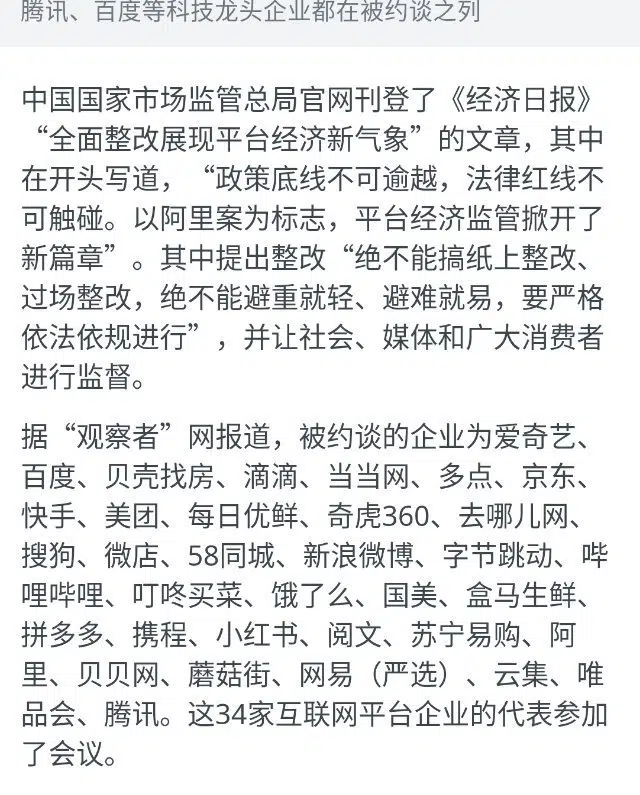 腾讯、百度等科技龙头企业都在被约谈之列
中国国家市场监管总局官网刊登了《经济日报》
“全面整改展现平台经济新气象”的文章，其中
在开头写道，“政策底线不可逾越，法律红线不
可触碰。以阿里案为标志，平台经济监管掀开了
新篇章”。其中提出整改“绝不能搞纸上整改、
过场整改，绝不能避重就轻、避难就易，要严格
依法依规进行”，并让社会、媒体和广大消费者
进行监督。
据“观察者”网报道，被约谈的企业为爱奇艺、
百度、贝壳找房、滴滴、当当网、多点、京东、
快手、美团、每日优鲜、奇虎360、去哪儿网、
搜狗、微店、58同城、新浪微博、字节跳动、哔
哩哔哩、叮咚买菜、饿了么、国美、盒马生鲜、
拼多多、携程、小红书、阅文、苏宁易购、阿
里、贝贝网、蘑菇街、网易（严选）、云集、唯
品会、腾讯。这34家互联网平台企业的代表参加
了会议。